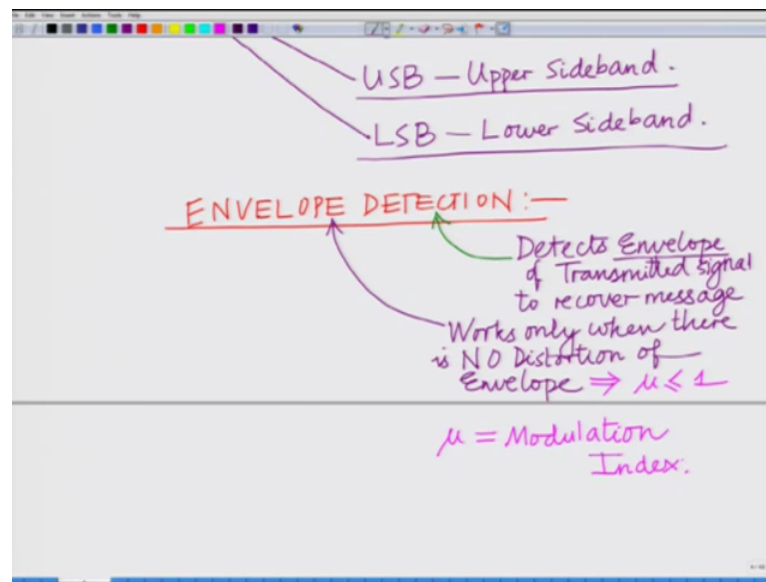 USB — Upper Sideband.
LSB — Lower Sideband.
ENVELOPE DETECTION :—
Detects Envelope
of Transmitted signal
to recover message
Works only when there
is NO Distortion of
Envelope ⇒ μ ≤ 1
μ = Modulation
Index.